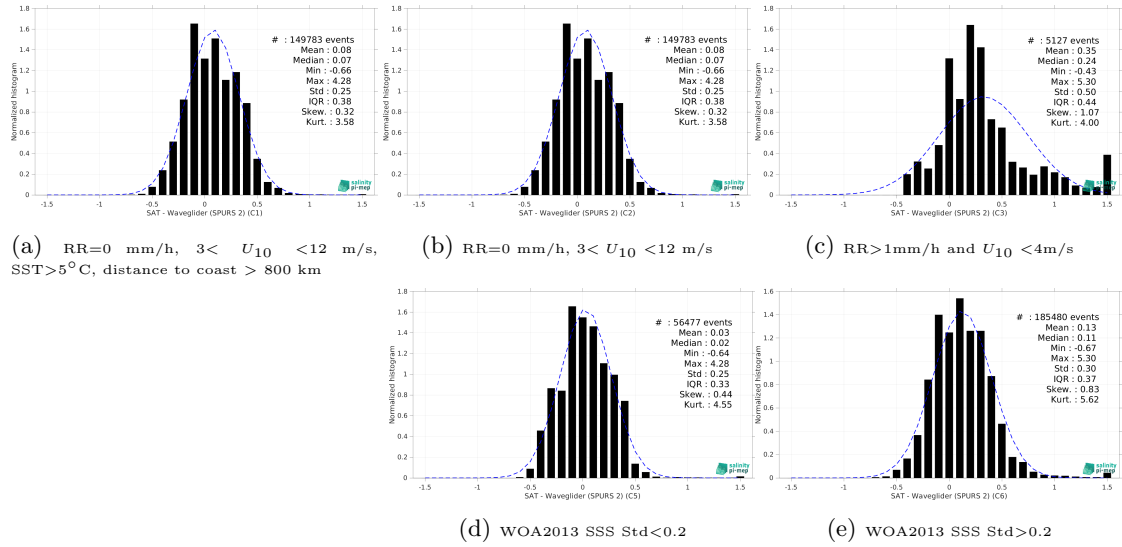 1.8
1.6
1.4
1.2
1
0.8
0.6
0.4
0.2
0
Normalized histogram
# : 149783 events
Mean : 0.08
Median : 0.07
Min : -0.66
Max : 4.28
Std : 0.25
IQR : 0.38
Skew. : 0.32
Kurt. : 3.58
salinity
pi-mep
-1.5 -1 -0.5 0 0.5 1 1.5
SAT - Waveglider (SPURS 2) (C1)
(a) RR=0 mm/h, 3< U10 <12 m/s,
SST>5°C, distance to coast > 800 km
1.8
1.6
1.4
1.2
1
0.8
0.6
0.4
0.2
0
Normalized histogram
# : 149783 events
Mean : 0.08
Median : 0.07
Min : -0.66
Max : 4.28
Std : 0.25
IQR : 0.38
Skew. : 0.32
Kurt. : 3.58
salinity
pi-mep
-1.5 -1 -0.5 0 0.5 1 1.5
SAT - Waveglider (SPURS 2) (C2)
(b) RR=0 mm/h, 3< U10 <12 m/s
1.8
1.6
1.4
1.2
1
0.8
0.6
0.4
0.2
0
Normalized histogram
# : 5127 events
Mean : 0.35
Median : 0.24
Min : -0.43
Max : 5.30
Std : 0.50
IQR : 0.44
Skew. : 1.07
Kurt. : 4.00
salinity
pi-mep
-1.5 -1 -0.5 0 0.5 1 1.5
SAT - Waveglider (SPURS 2) (C3)
(c) RR>1mm/h and U10 <4m/s
1.8
1.6
1.4
1.2
1
0.8
0.6
0.4
0.2
0
Normalized histogram
# : 56477 events
Mean : 0.03
Median : 0.02
Min : -0.64
Max : 4.28
Std : 0.25
IQR : 0.33
Skew. : 0.44
Kurt. : 4.55
salinity
pi-mep
-1.5 -1 -0.5 0 0.5 1 1.5
SAT - Waveglider (SPURS 2) (C5)
(d) WOA2013 SSS Std<0.2
1.8
1.6
1.4
1.2
1
0.8
0.6
0.4
0.2
0
Normalized histogram
# : 185480 events
Mean : 0.13
Median : 0.11
Min : -0.67
Max : 5.30
Std : 0.30
IQR : 0.37
Skew. : 0.83
Kurt. : 5.62
salinity
pi-mep
-1.5 -1 -0.5 0 0.5 1 1.5
SAT - Waveglider (SPURS 2) (C6)
(e) WOA2013 SSS Std>0.2